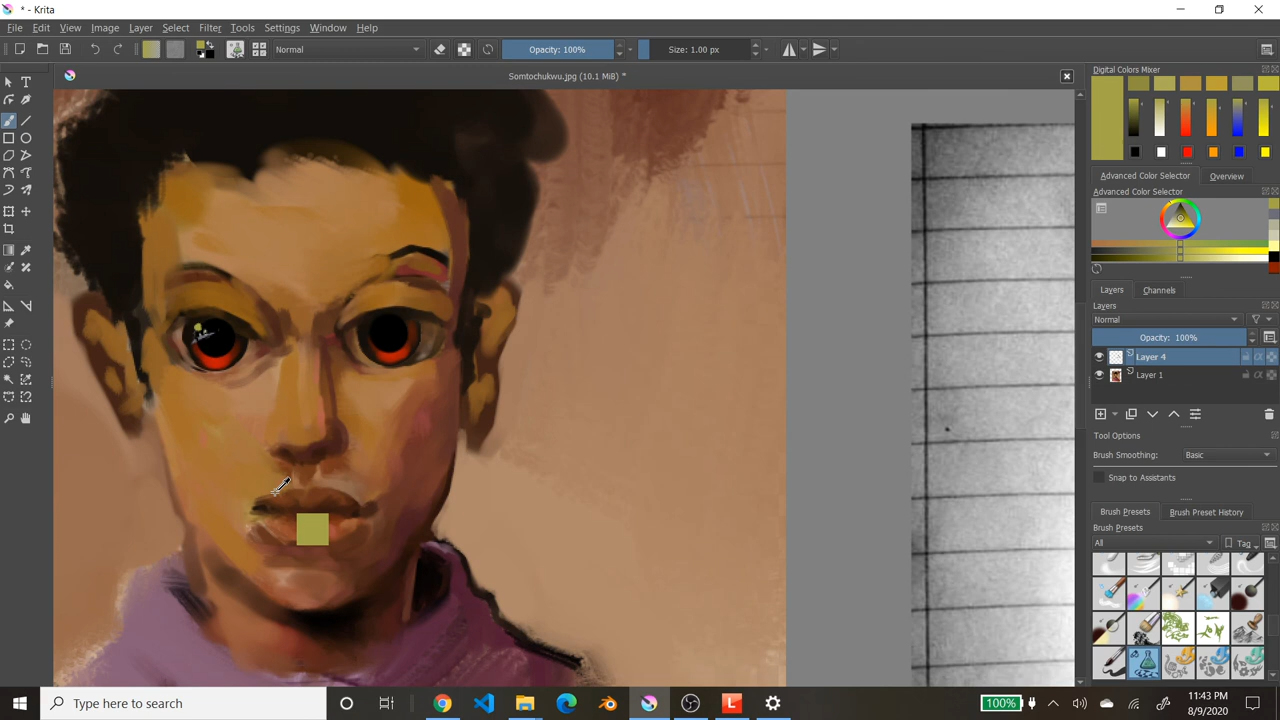 * - Krita
File Edit View Image Layer Select Filter Tools Settings Window Help
Normal Opacity: 100% Size: 1.00 px
Somtochukwu.jpg (10.1 MiB) *
Digital Colors Mixer
Advanced Color Selector Overview
Advanced Color Selector
Layers Channels
Layers
Normal
Opacity: 100%
Layer 4
Layer 1
Tool Options
Brush Smoothing: Basic
Snap to Assistants
Brush Presets Brush Preset History
Brush Presets
All Tag
Type here to search
100%
11:43 PM
8/9/2020